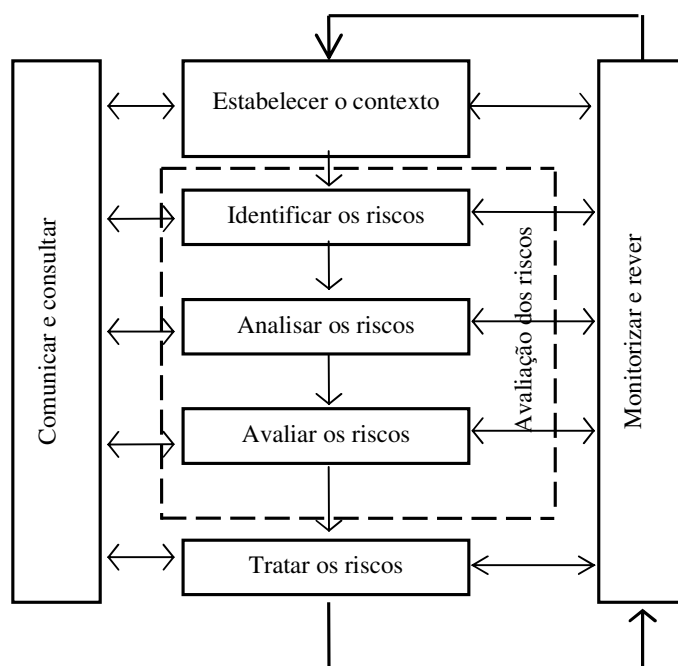 Estabelecer o contexto
Identificar os riscos
Analisar os riscos
Avaliar os riscos
Tratar os riscos
Comunicar e consultar
Avaliação dos riscos
Monitorizar e rever